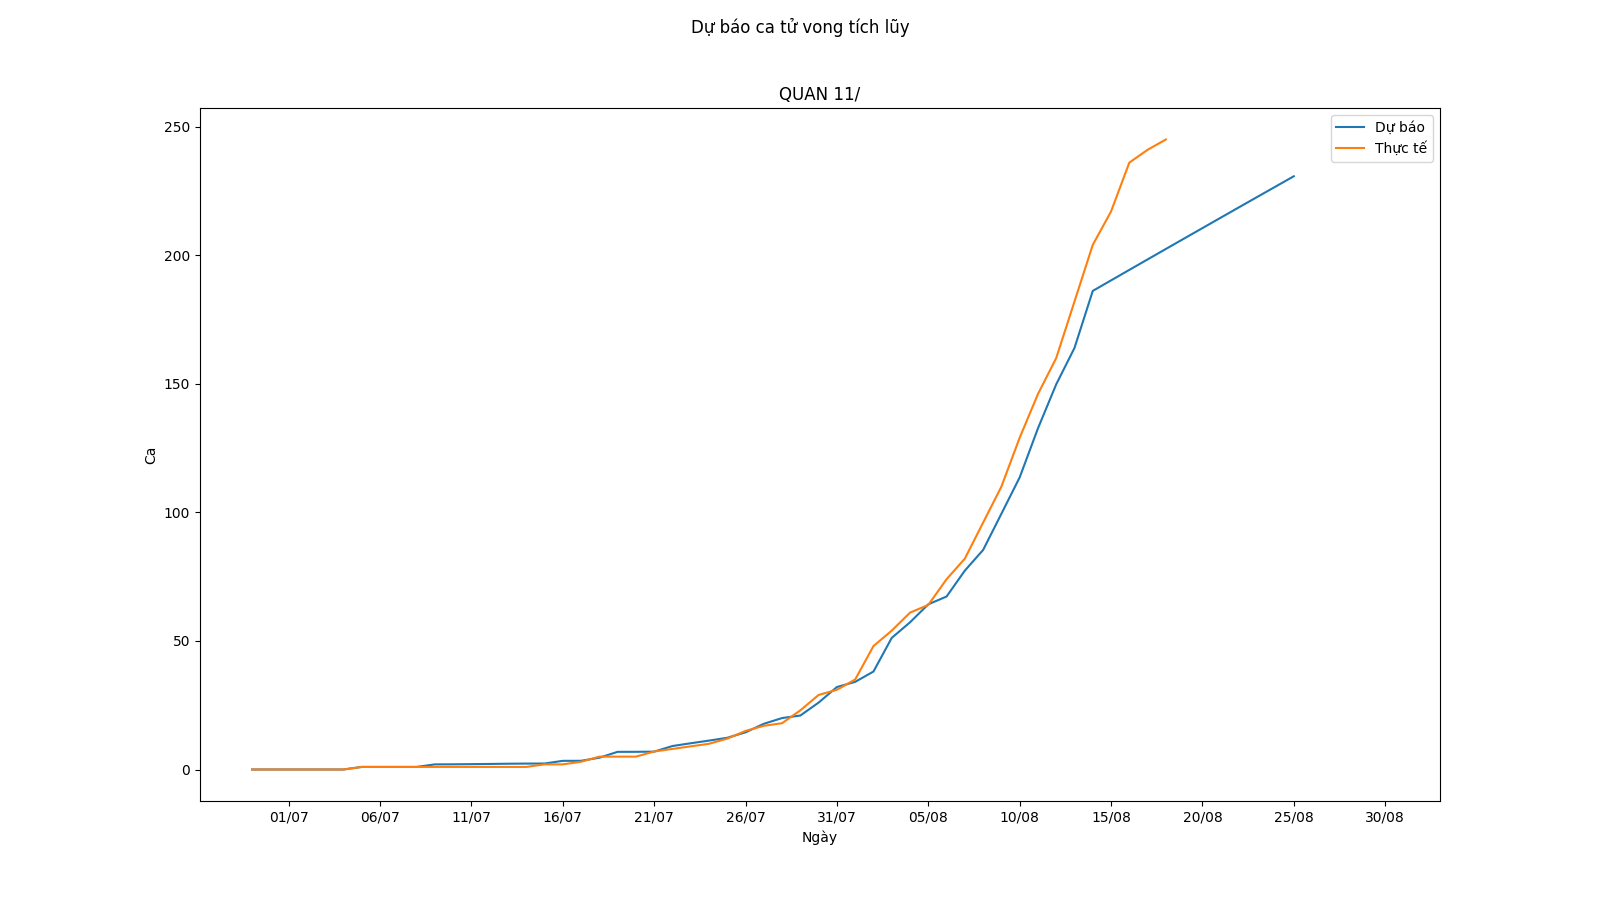 Dự báo ca tử vong tích lũy
QUAN 11/
Dự báo
Thực tế
250
200
150
100
50
0
Ca
01/07 06/07 11/07 16/07 21/07 26/07 31/07 05/08 10/08 15/08 20/08 25/08 30/08
Ngày